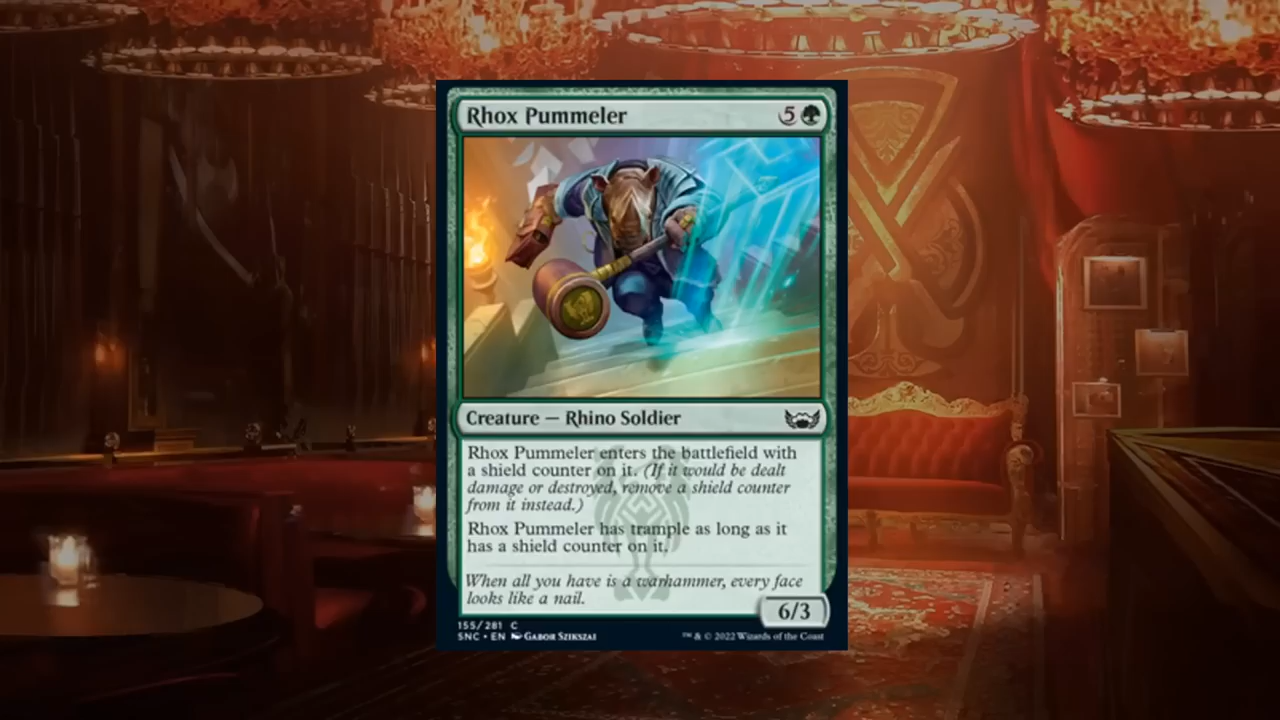 Rhox Pummeler 5
Creature — Rhino Soldier
Rhox Pummeler enters the battlefield with
a shield counter on it. (If it would be dealt
damage or destroyed, remove a shield counter
from it instead.)
Rhox Pummeler has trample as long as it
has a shield counter on it.
When all you have is a warhammer, every face
looks like a nail.
6/3
155/281 C
SNC • EN Gabor Szikszai
™ & © 2022 Wizards of the Coast